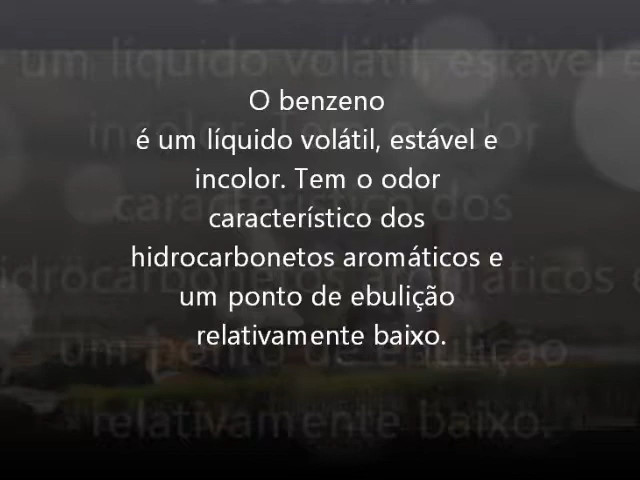 O benzeno
é um líquido volátil, estável e
incolor. Tem o odor
característico dos
hidrocarbonetos aromáticos e
um ponto de ebulição
relativamente baixo.